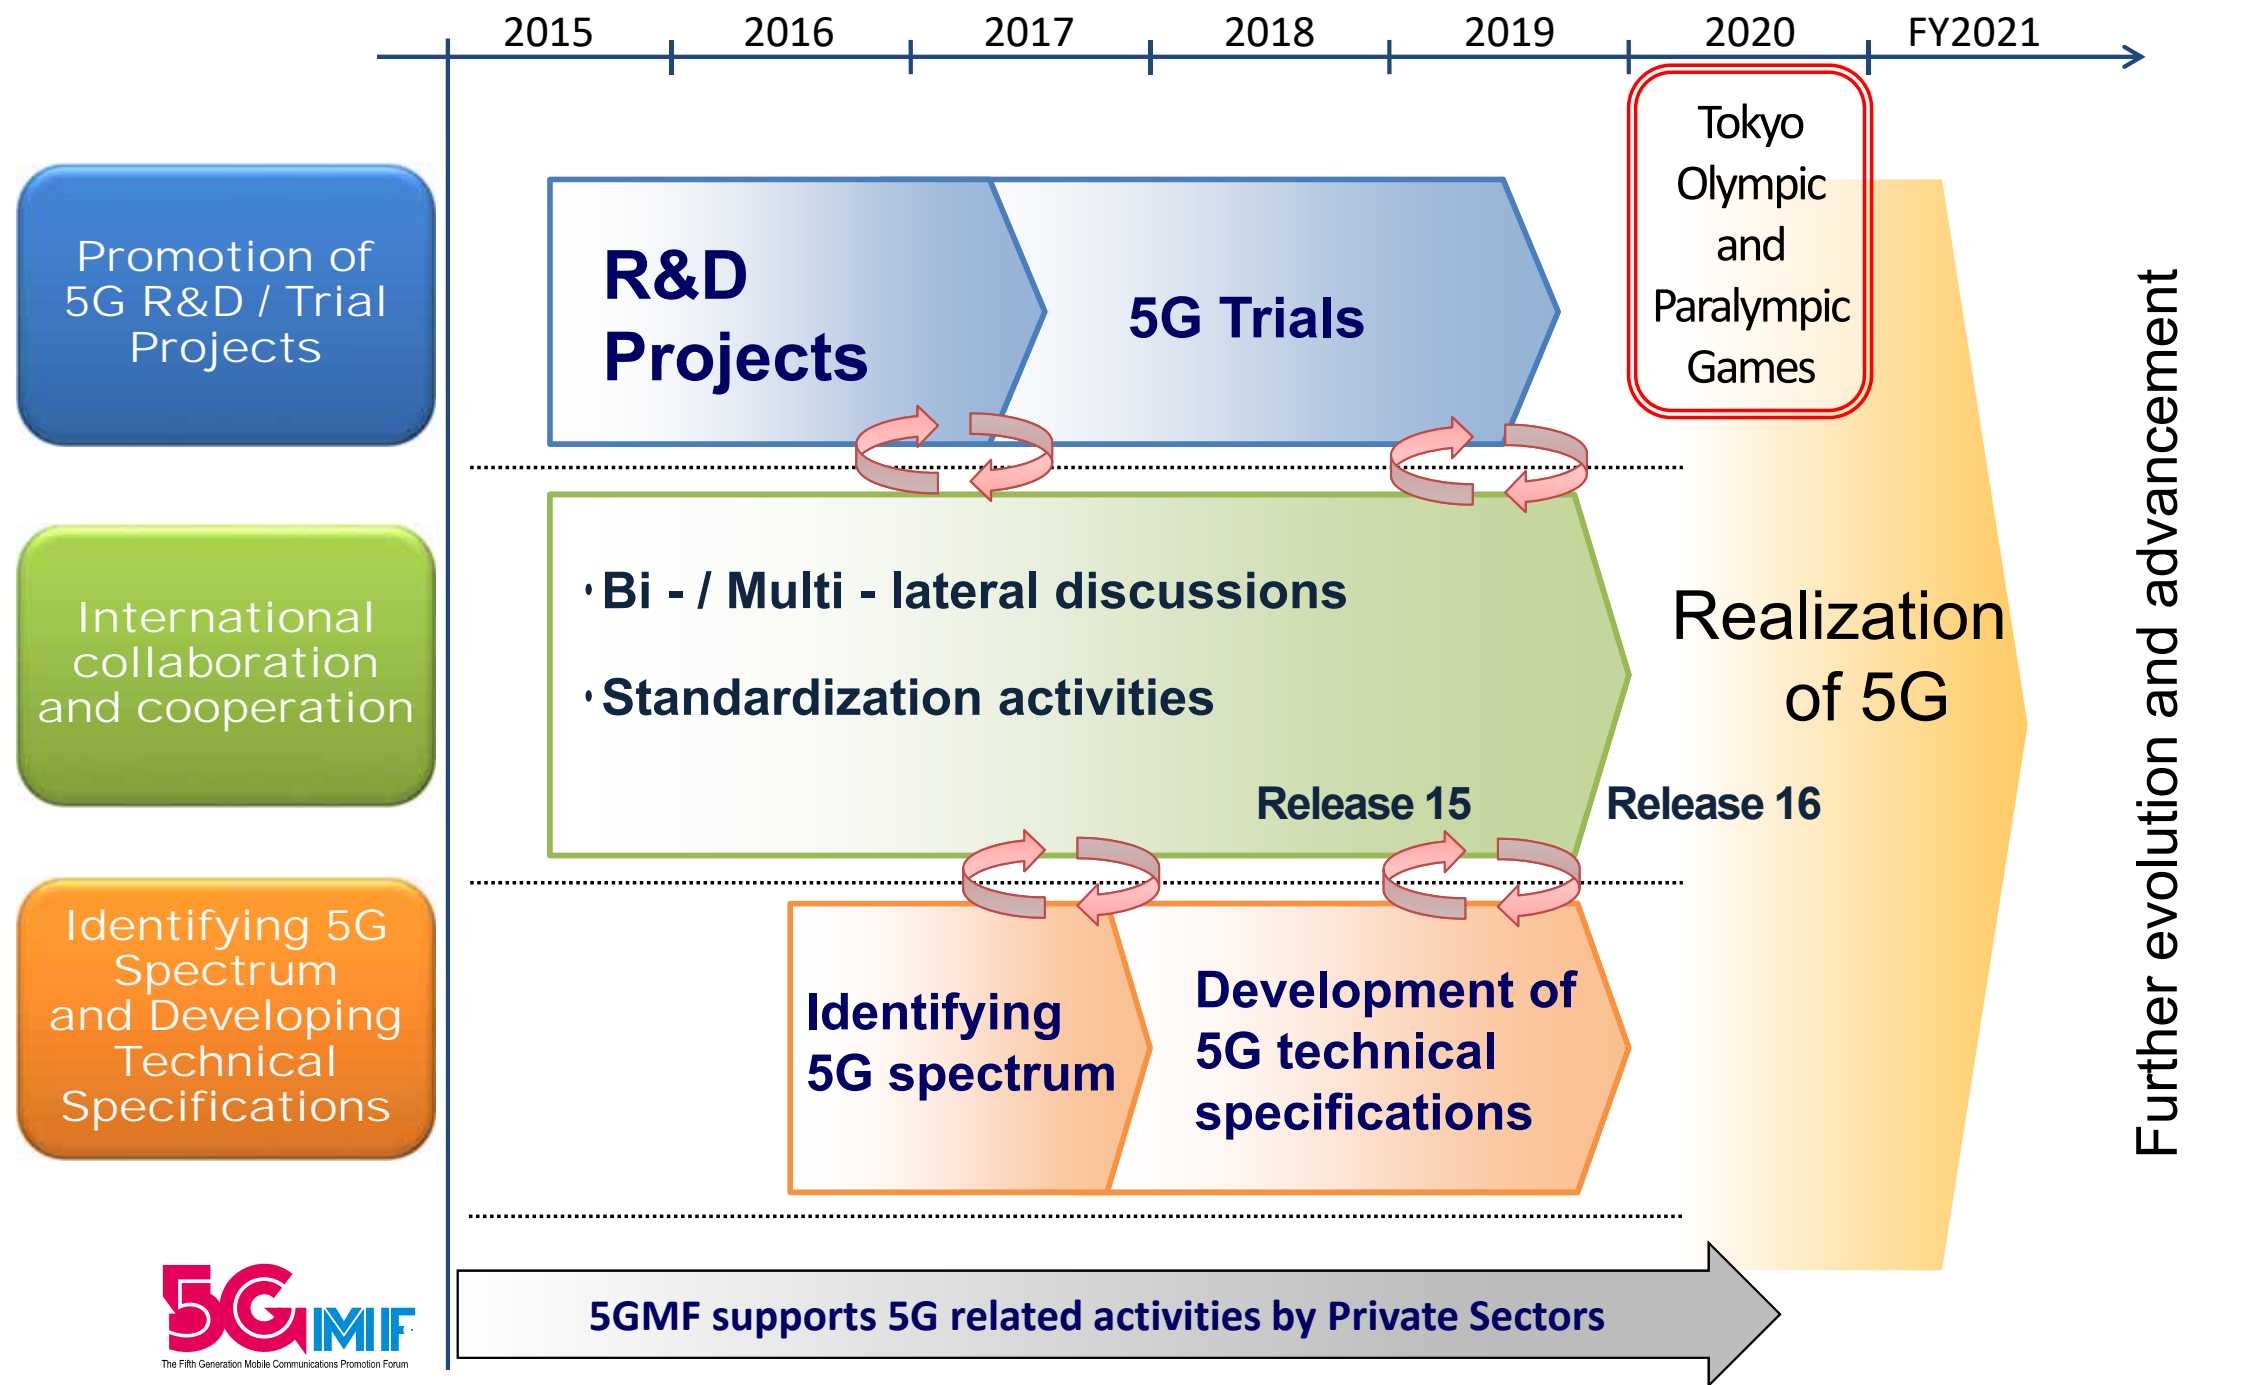 2015 2016 2017 2018 2019 2020 FY2021
Tokyo
Olympic
and
Paralympic
Games
Promotion of
5G R&D / Trial
Projects
R&D
Projects
5G Trials
International
collaboration
and cooperation
・Bi - / Multi - lateral discussions
・Standardization activities
Release 15
Release 16
Realization
of 5G
Further evolution and advancement
Identifying 5G
Spectrum
and Developing
Technical
Specifications
Identifying
5G spectrum
Development of
5G technical
specifications
5GMF
The Fifth Generation Mobile Communications Promotion Forum
5GMF supports 5G related activities by Private Sectors